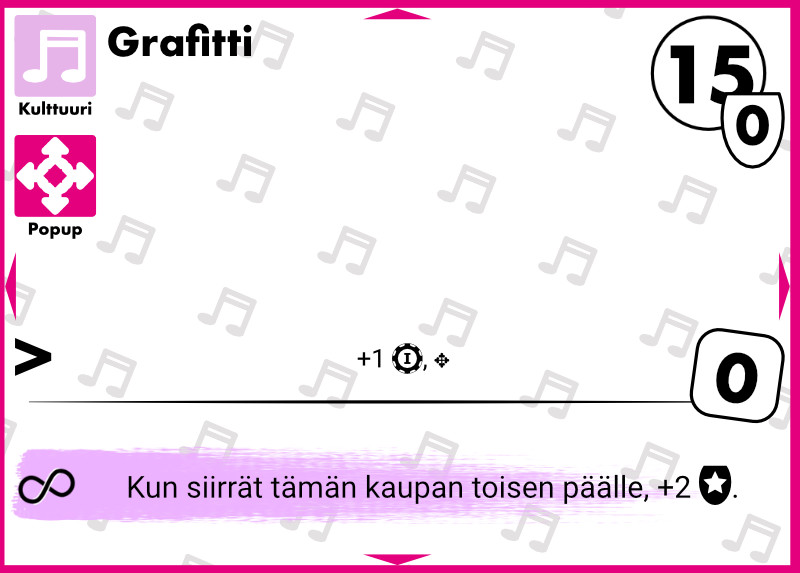 Grafitti
15
0
Kulttuuri
Popup
> +1 I,
0
∞ Kun siirrät tämän kaupan toisen päälle, +2 .